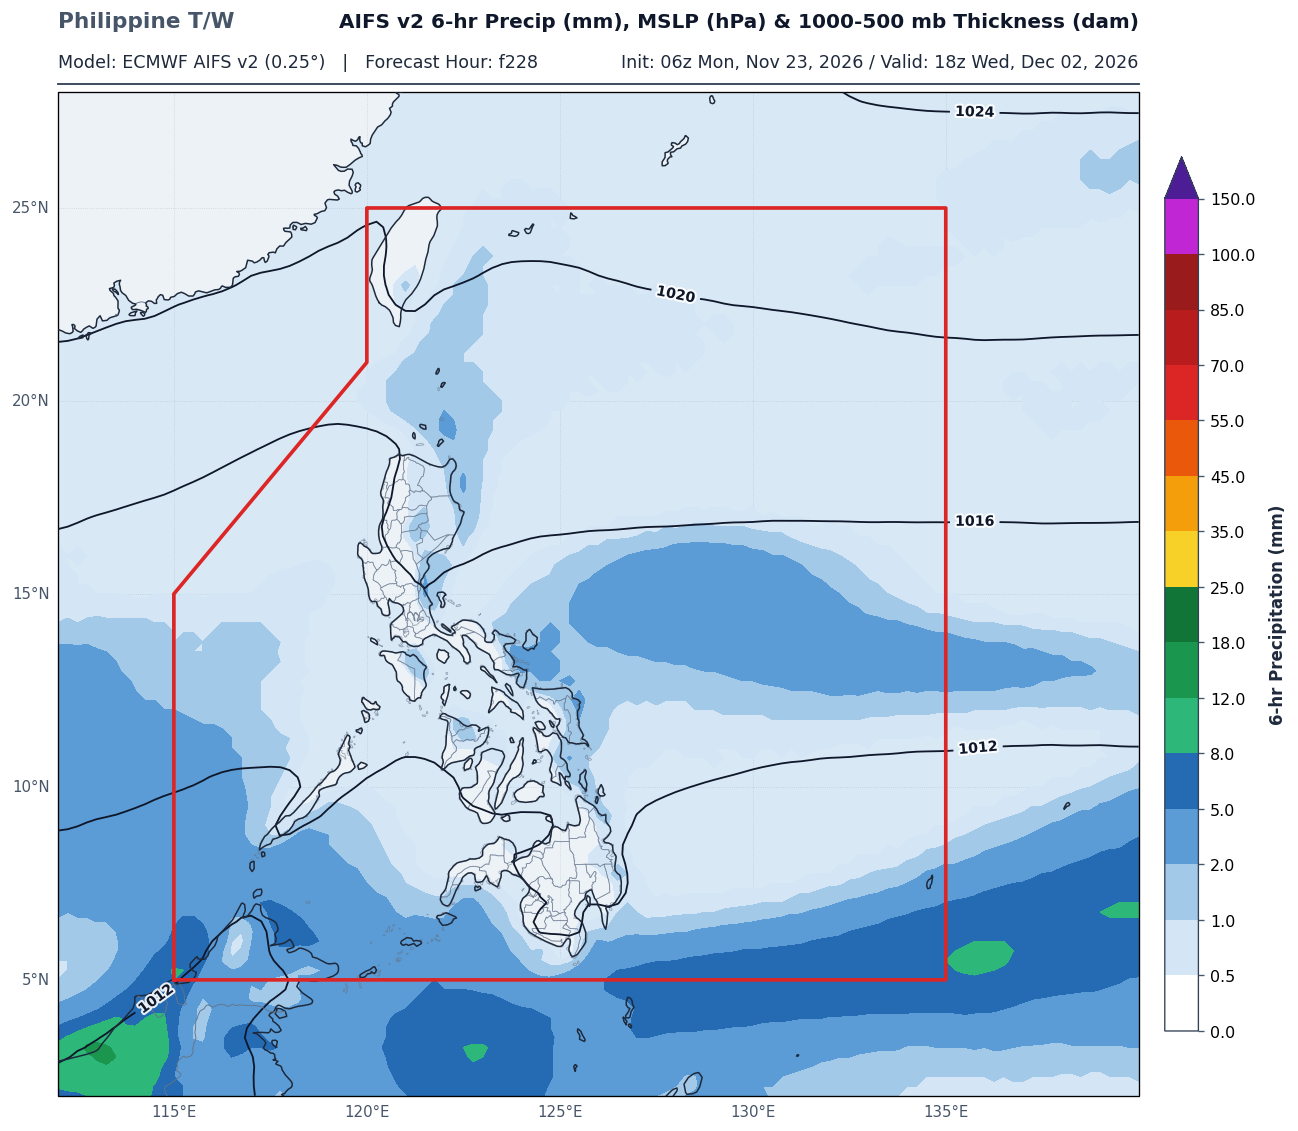 Philippine T/W
AIFS v2 6-hr Precip (mm), MSLP (hPa) & 1000-500 mb Thickness (dam)
Model: ECMWF AIFS v2 (0.25°) | Forecast Hour: f228
Init: 06z Mon, Nov 23, 2026 / Valid: 18z Wed, Dec 02, 2026
1024
1020
1016
1012
1012
25°N
20°N
15°N
10°N
5°N
115°E
120°E
125°E
130°E
135°E
150.0
100.0
85.0
70.0
55.0
45.0
35.0
25.0
18.0
12.0
8.0
5.0
2.0
1.0
0.5
0.0
6-hr Precipitation (mm)